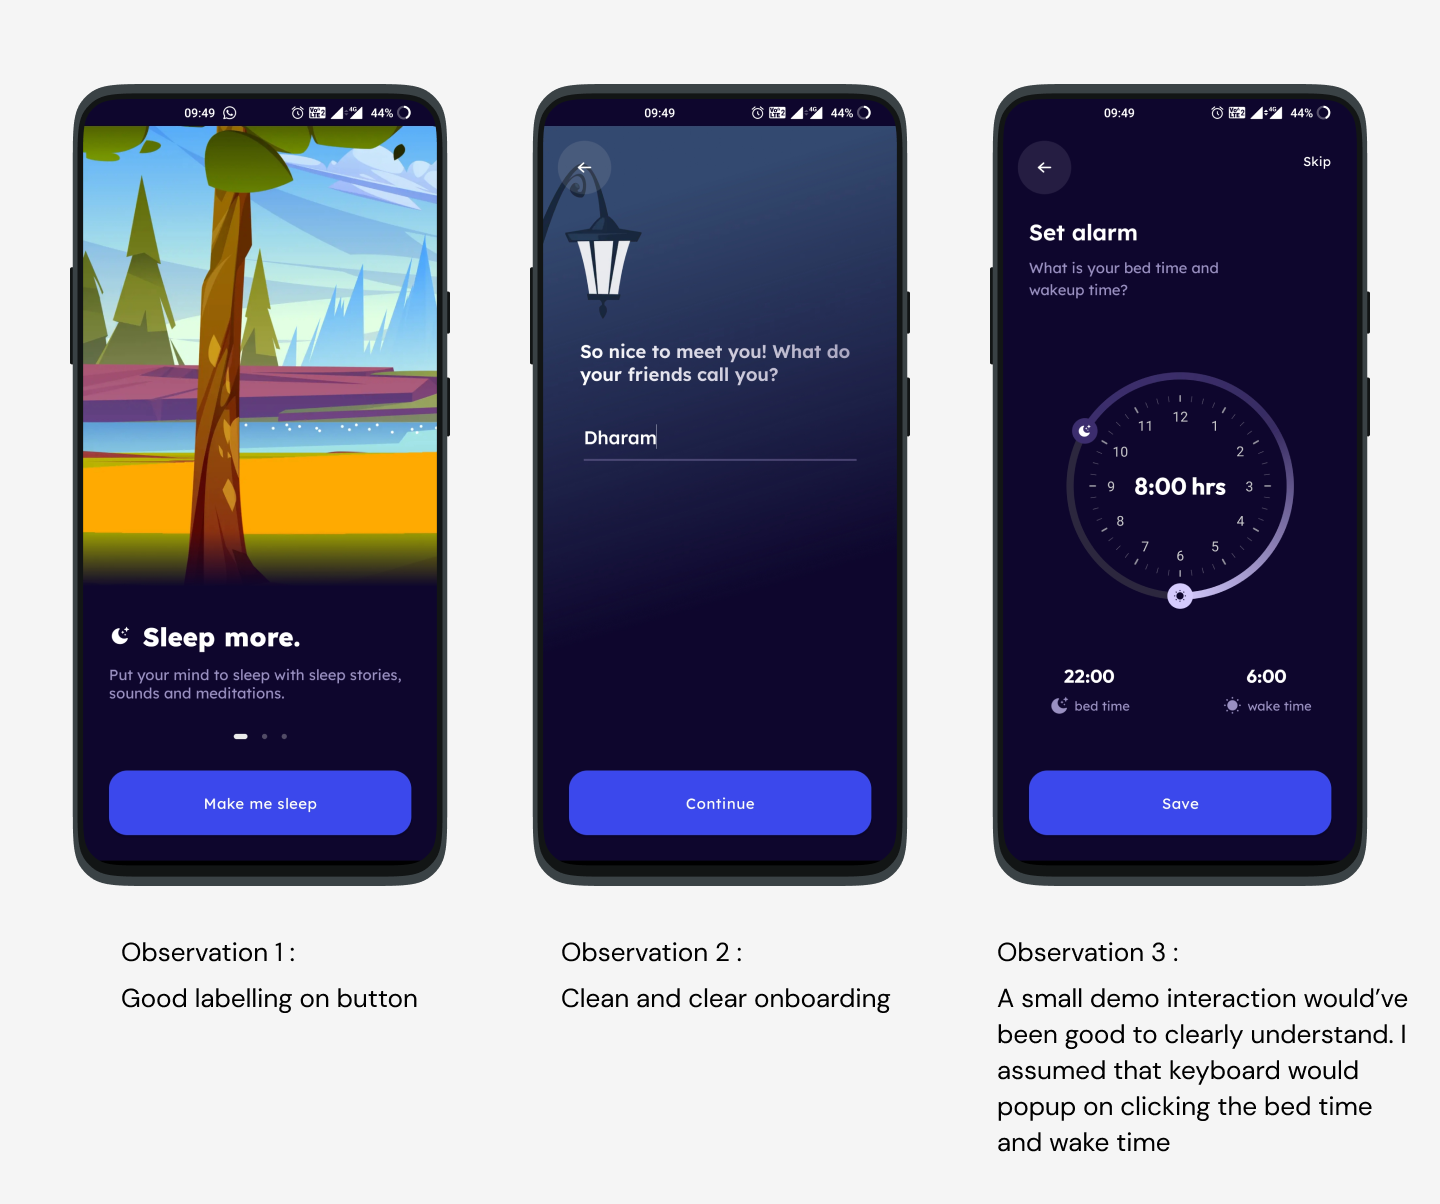 09:49
44%
Sleep more.
Put your mind to sleep with sleep stories,
sounds and meditations.
Make me sleep
Observation 1 :
Good labelling on button
09:49
44%
So nice to meet you! What do
your friends call you?
Dharam
Continue
Observation 2 :
Clean and clear onboarding
09:49
4G
44%
Skip
Set alarm
What is your bed time and
wakeup time?
12
1
2
3
4
5
6
7
8
9
10
11
8:00 hrs
22:00
bed time
6:00
wake time
Save
Observation 3 :
A small demo interaction would’ve
been good to clearly understand. I
assumed that keyboard would
popup on clicking the bed time
and wake time